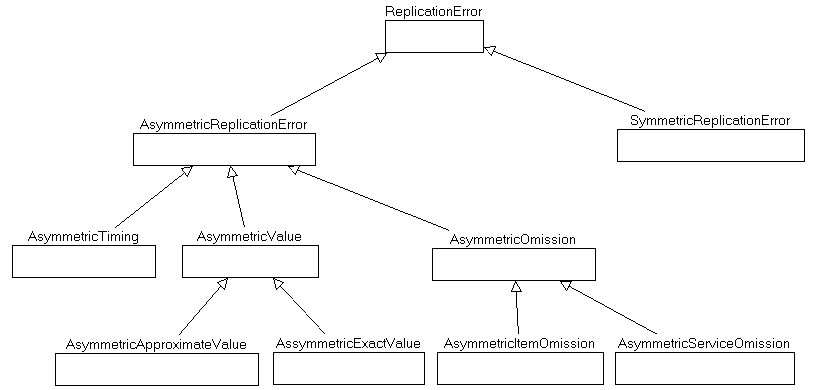 ReplicationError
AsymmetricReplicationError
SymmetricReplicationError
AsymmetricTiming
AsymmetricValue
AsymmetricOmission
AsymmetricApproximateValue
AssymmetricExactValue
AsymmetricItemOmission
AsymmetricServiceOmission